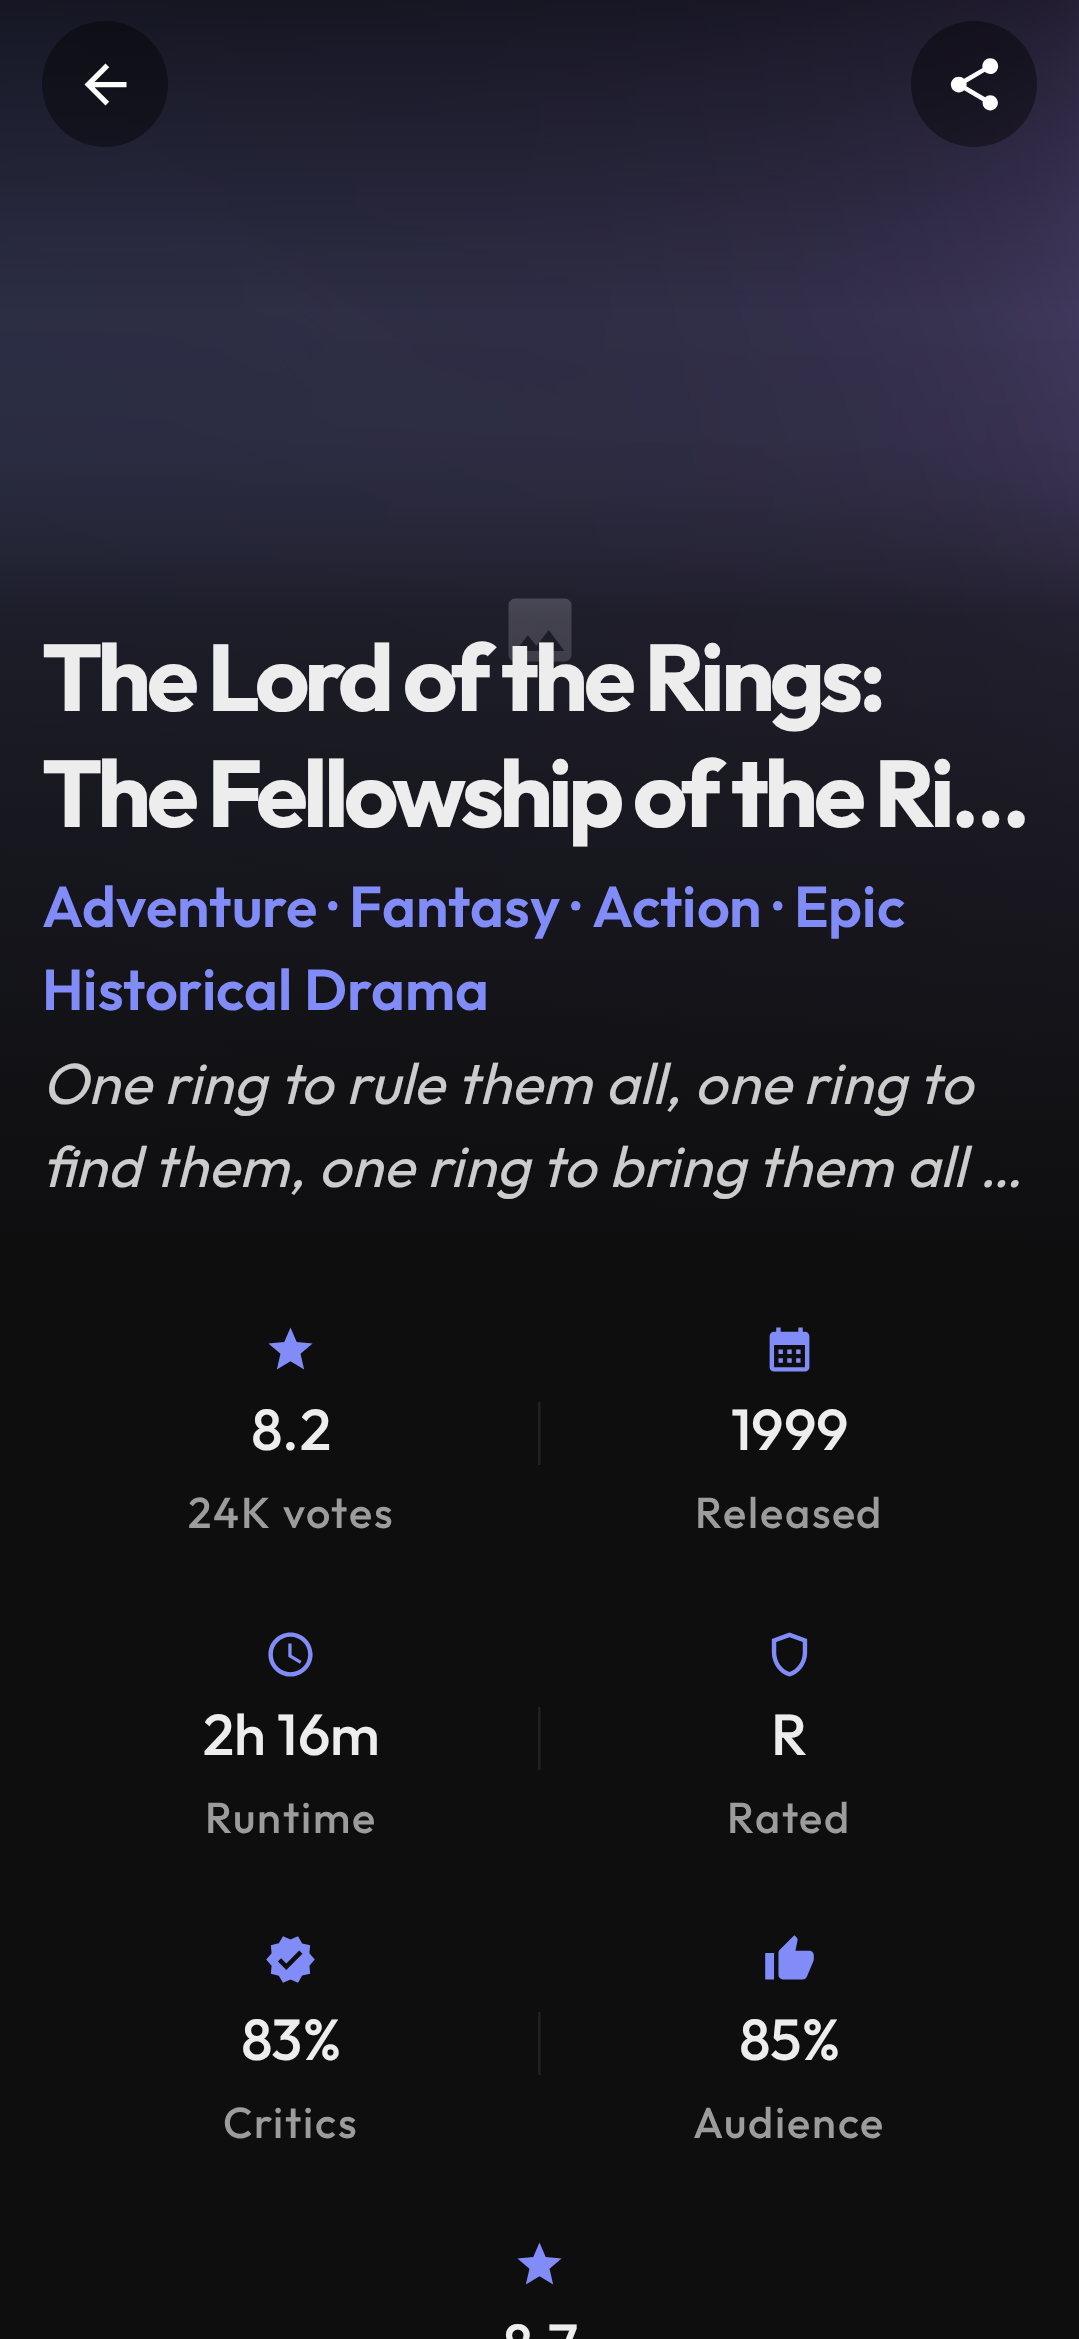 The Lord of the Rings:
The Fellowship of the Ri...
Adventure · Fantasy · Action · Epic
Historical Drama
One ring to rule them all, one ring to
find them, one ring to bring them all ...
8.2
1999
24K votes
Released
2h 16m
R
Runtime
Rated
83%
85%
Critics
Audience
8.7